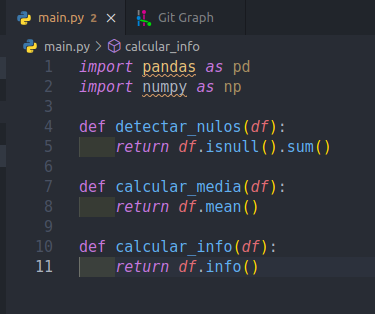 main.py 2 × Git Graph
main.py > calcular_info
1 import pandas as pd
2 import numpy as np
3
4 def detectar_nulos(df):
5     return df.isnull().sum()
6
7 def calcular_media(df):
8     return df.mean()
9
10 def calcular_info(df):
11     return df.info()